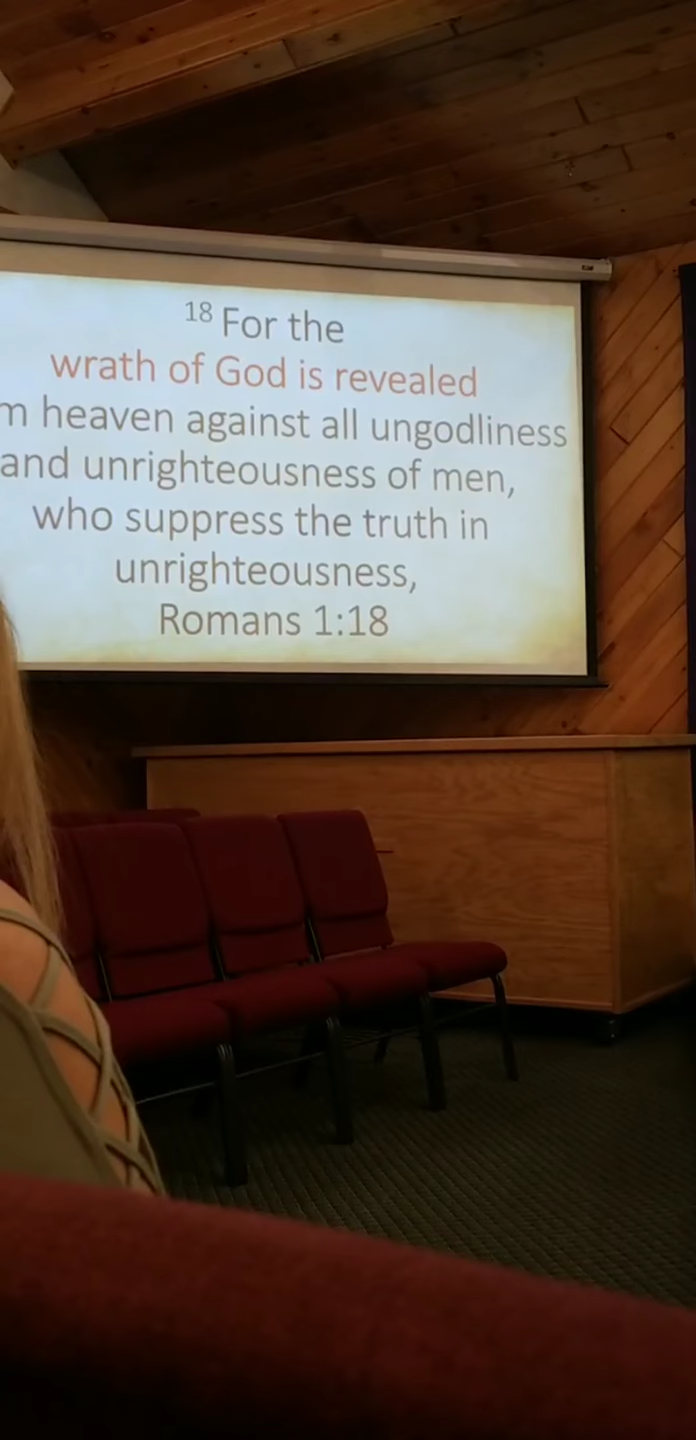 18 For the
wrath of God is revealed
m heaven against all ungodliness
and unrighteousness of men,
who suppress the truth in
unrighteousness,
Romans 1:18